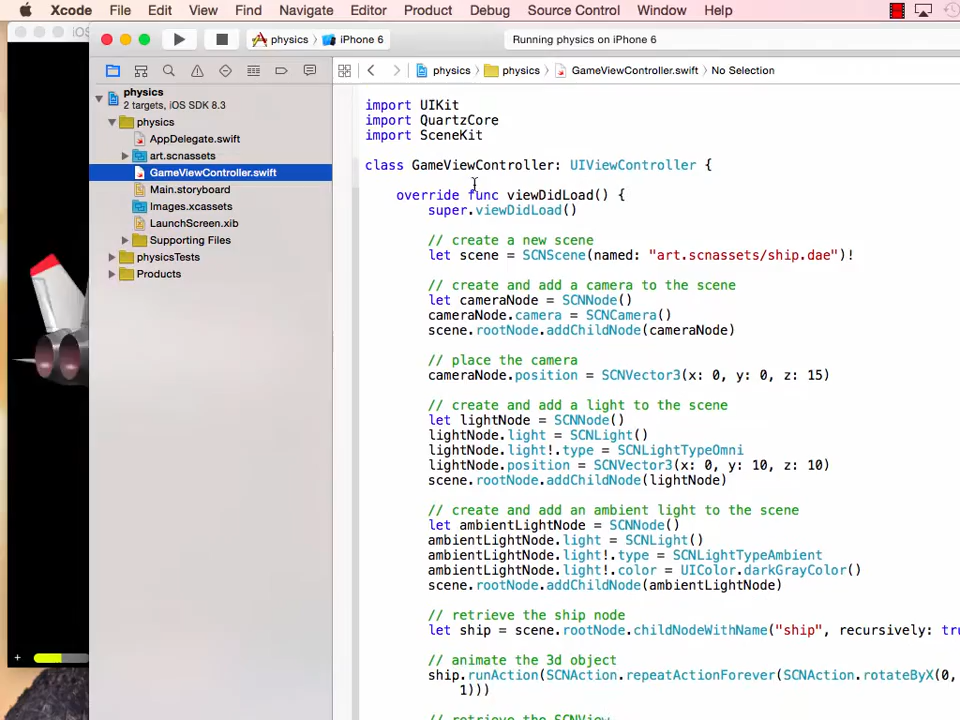 Xcode File Edit View Find Navigate Editor Product Debug Source Control Window Help
iOS
physics iPhone 6
Running physics on iPhone 6
physics physics GameViewController.swift No Selection
physics
2 targets, iOS SDK 8.3
physics
AppDelegate.swift
art.scnassets
GameViewController.swift
Main.storyboard
Images.xcassets
LaunchScreen.xib
Supporting Files
physicsTests
Products
import UIKit
import QuartzCore
import SceneKit
class GameViewController: UIViewController {
override func viewDidLoad() {
super.viewDidLoad()
// create a new scene
let scene = SCNScene(named: "art.scnassets/ship.dae")!
// create and add a camera to the scene
let cameraNode = SCNNode()
cameraNode.camera = SCNCamera()
scene.rootNode.addChildNode(cameraNode)
// place the camera
cameraNode.position = SCNVector3(x: 0, y: 0, z: 15)
// create and add a light to the scene
let lightNode = SCNNode()
lightNode.light = SCNLight()
lightNode.light!.type = SCNLightTypeOmni
lightNode.position = SCNVector3(x: 0, y: 10, z: 10)
scene.rootNode.addChildNode(lightNode)
// create and add an ambient light to the scene
let ambientLightNode = SCNNode()
ambientLightNode.light = SCNLight()
ambientLightNode.light!.type = SCNLightTypeAmbient
ambientLightNode.light!.color = UIColor.darkGrayColor()
scene.rootNode.addChildNode(ambientLightNode)
// retrieve the ship node
let ship = scene.rootNode.childNodeWithName("ship", recursively: tru
// animate the 3d object
ship.runAction(SCNAction.repeatActionForever(SCNAction.rotateByX(0,
1)))
// retrieve the SCNView